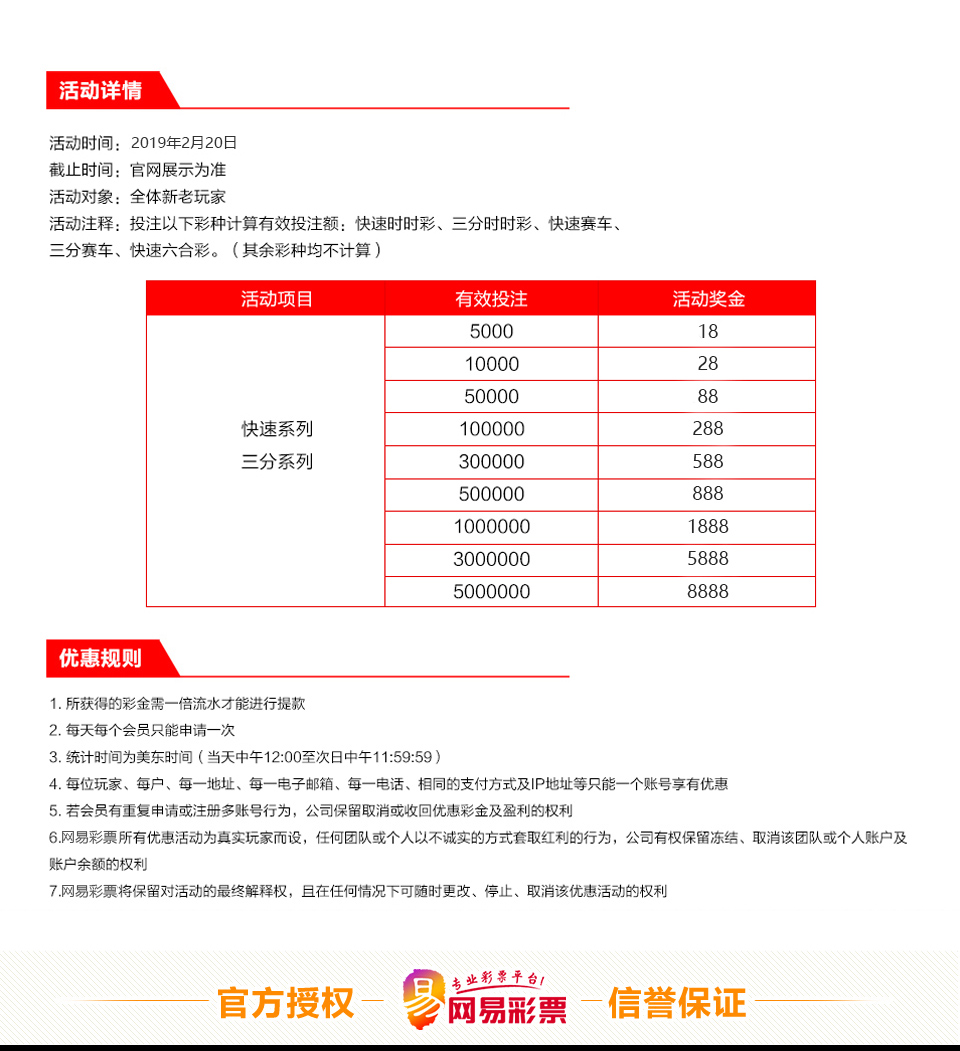 活动详情
活动时间：2019年2月20日
截止时间：官网展示为准
活动对象：全体新老玩家
活动注释：投注以下彩种计算有效投注额：快速时时彩、三分时时彩、快速赛车、
三分赛车、快速六合彩。（其余彩种均不计算）
活动项目 有效投注 活动奖金
5000 18
10000 28
50000 88
快速系列 100000 288
三分系列 300000 588
500000 888
1000000 1888
3000000 5888
5000000 8888
优惠规则
1. 所获得的彩金需一倍流水才能进行提款
2. 每天每个会员只能申请一次
3. 统计时间为美东时间（当天中午12:00至次日中午11:59:59）
4. 每位玩家、每户、每一地址、每一电子邮箱、每一电话、相同的支付方式及IP地址等只能一个账号享有优惠
5. 若会员有重复申请或注册多账号行为，公司保留取消或收回优惠彩金及盈利的权利
6.网易彩票所有优惠活动为真实玩家而设，任何团队或个人以不诚实的方式套取红利的行为，公司有权保留冻结、取消该团队或个人账户及
账户余额的权利
7.网易彩票将保留对活动的最终解释权，且在任何情况下可随时更改、停止、取消该优惠活动的权利
专业彩票平台!
官方授权 易 网易彩票 信誉保证